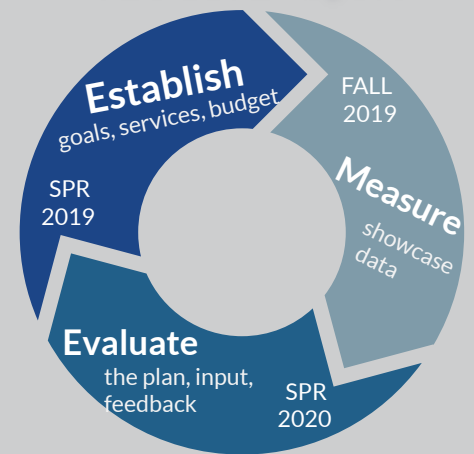 Establish
goals, services, budget
SPR
2019
FALL
2019
Measure
showcase
data
Evaluate
the plan, input,
feedback
SPR
2020